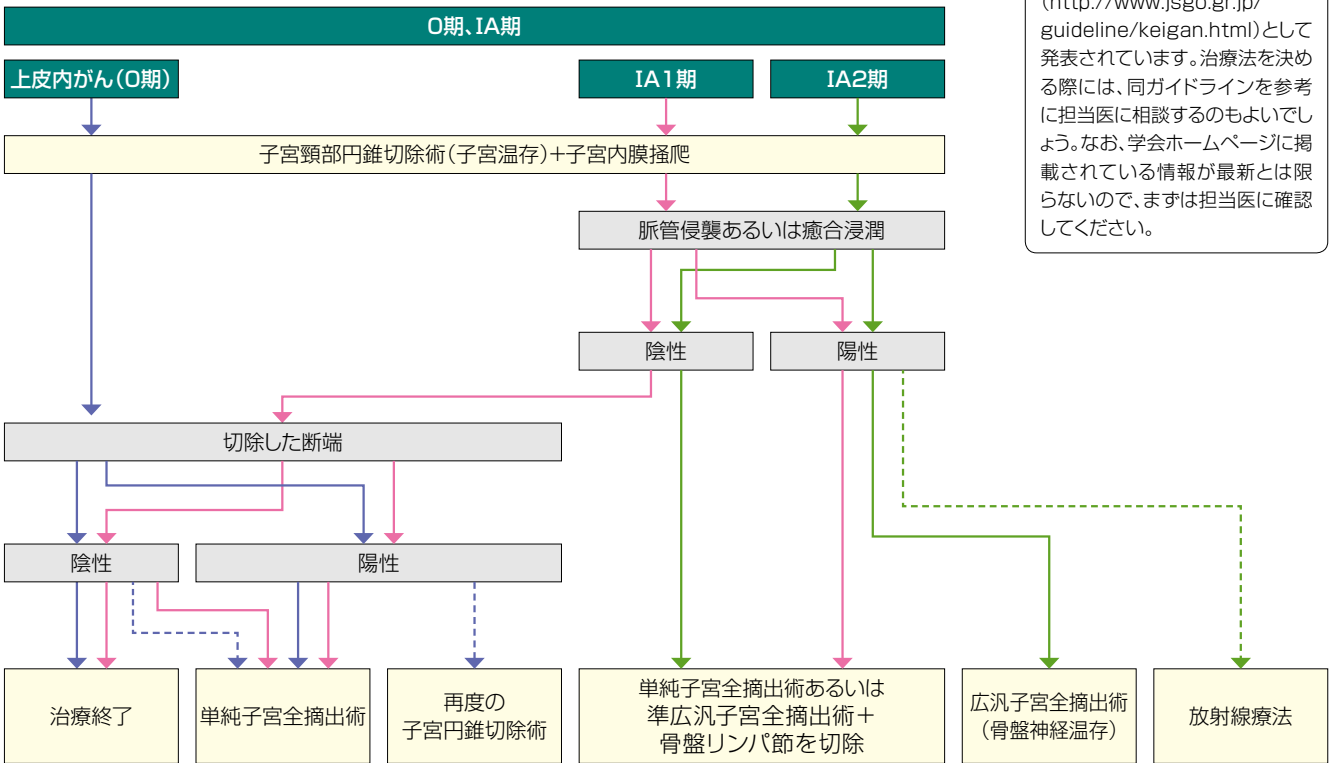 0期、IA期
上皮内がん(0期)
IA1期
IA2期
子宮頸部円錐切除術(子宮温存)+子宮内膜掻爬
脈管侵襲あるいは癒合浸潤
陰性
陽性
切除した断端
陰性
陽性
治療終了
単純子宮全摘出術
再度の
子宮円錐切除術
単純子宮全摘出術あるいは
準広汎子宮全摘出術+
骨盤リンパ節を切除
広汎子宮全摘出術
(骨盤神経温存)
放射線療法
(http://www.jsgo.gr.jp/
guideline/keigan.html)として
発表されています。治療法を決め
る際には、同ガイドラインを参考
に担当医に相談するのもよいでし
ょう。なお、学会ホームページに掲
載されている情報が最新とは限
らないので、まずは担当医に確認
してください。